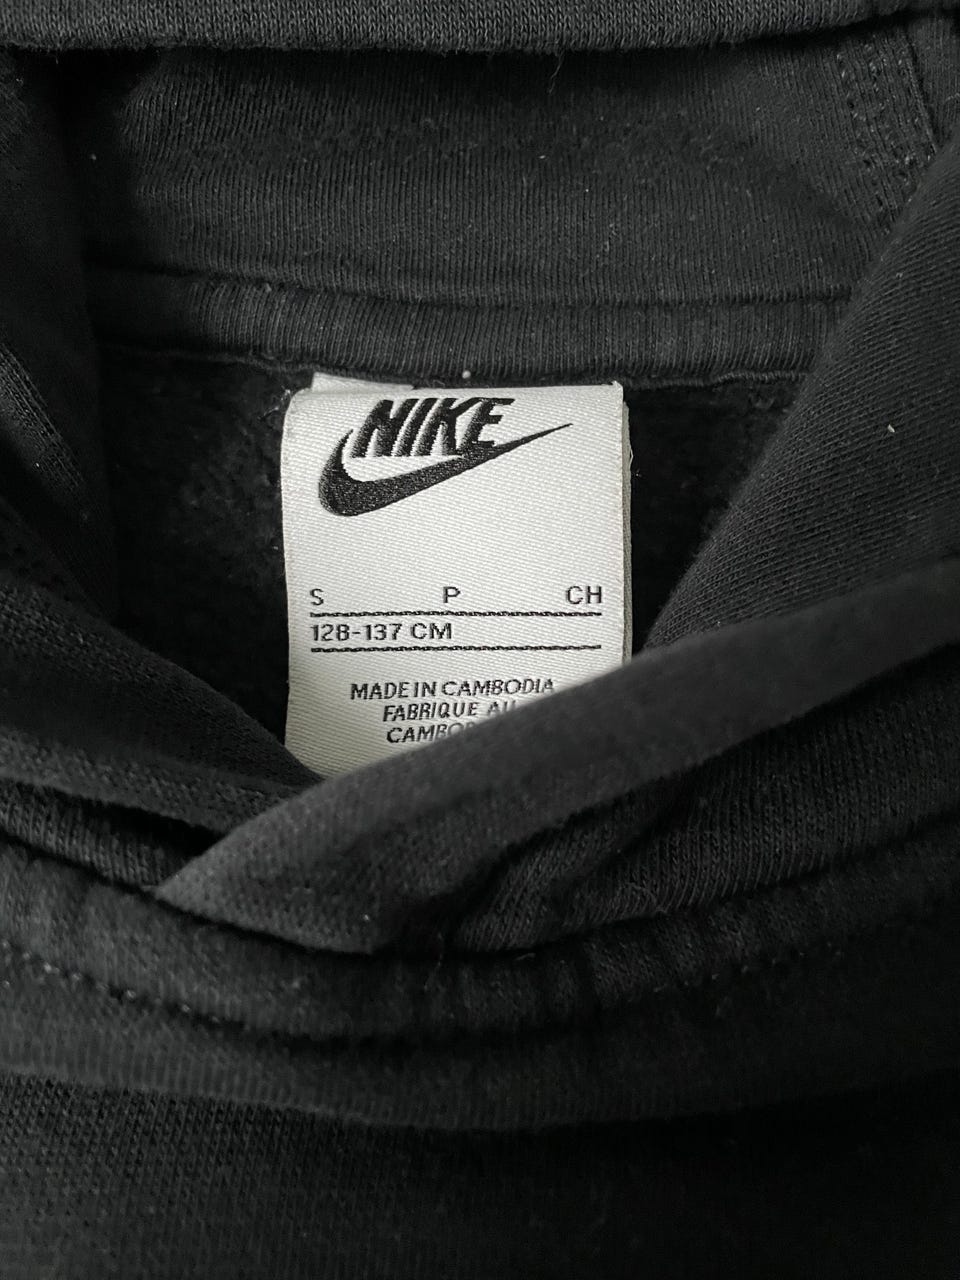 NIKE
S P CH
128-137 CM
MADE IN CAMBODIA
FABRIQUE AU